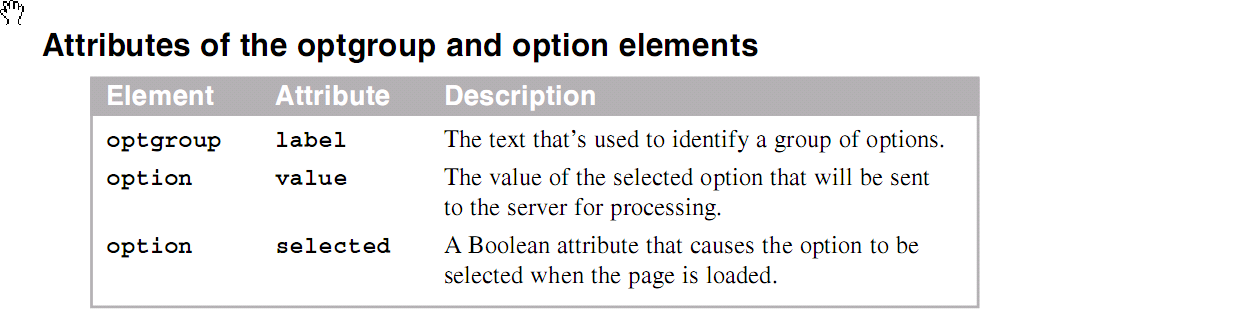 Attributes of the optgroup and option elements
Element Attribute Description
optgroup label The text that’s used to identify a group of options.
option value The value of the selected option that will be sent
to the server for processing.
option selected A Boolean attribute that causes the option to be
selected when the page is loaded.